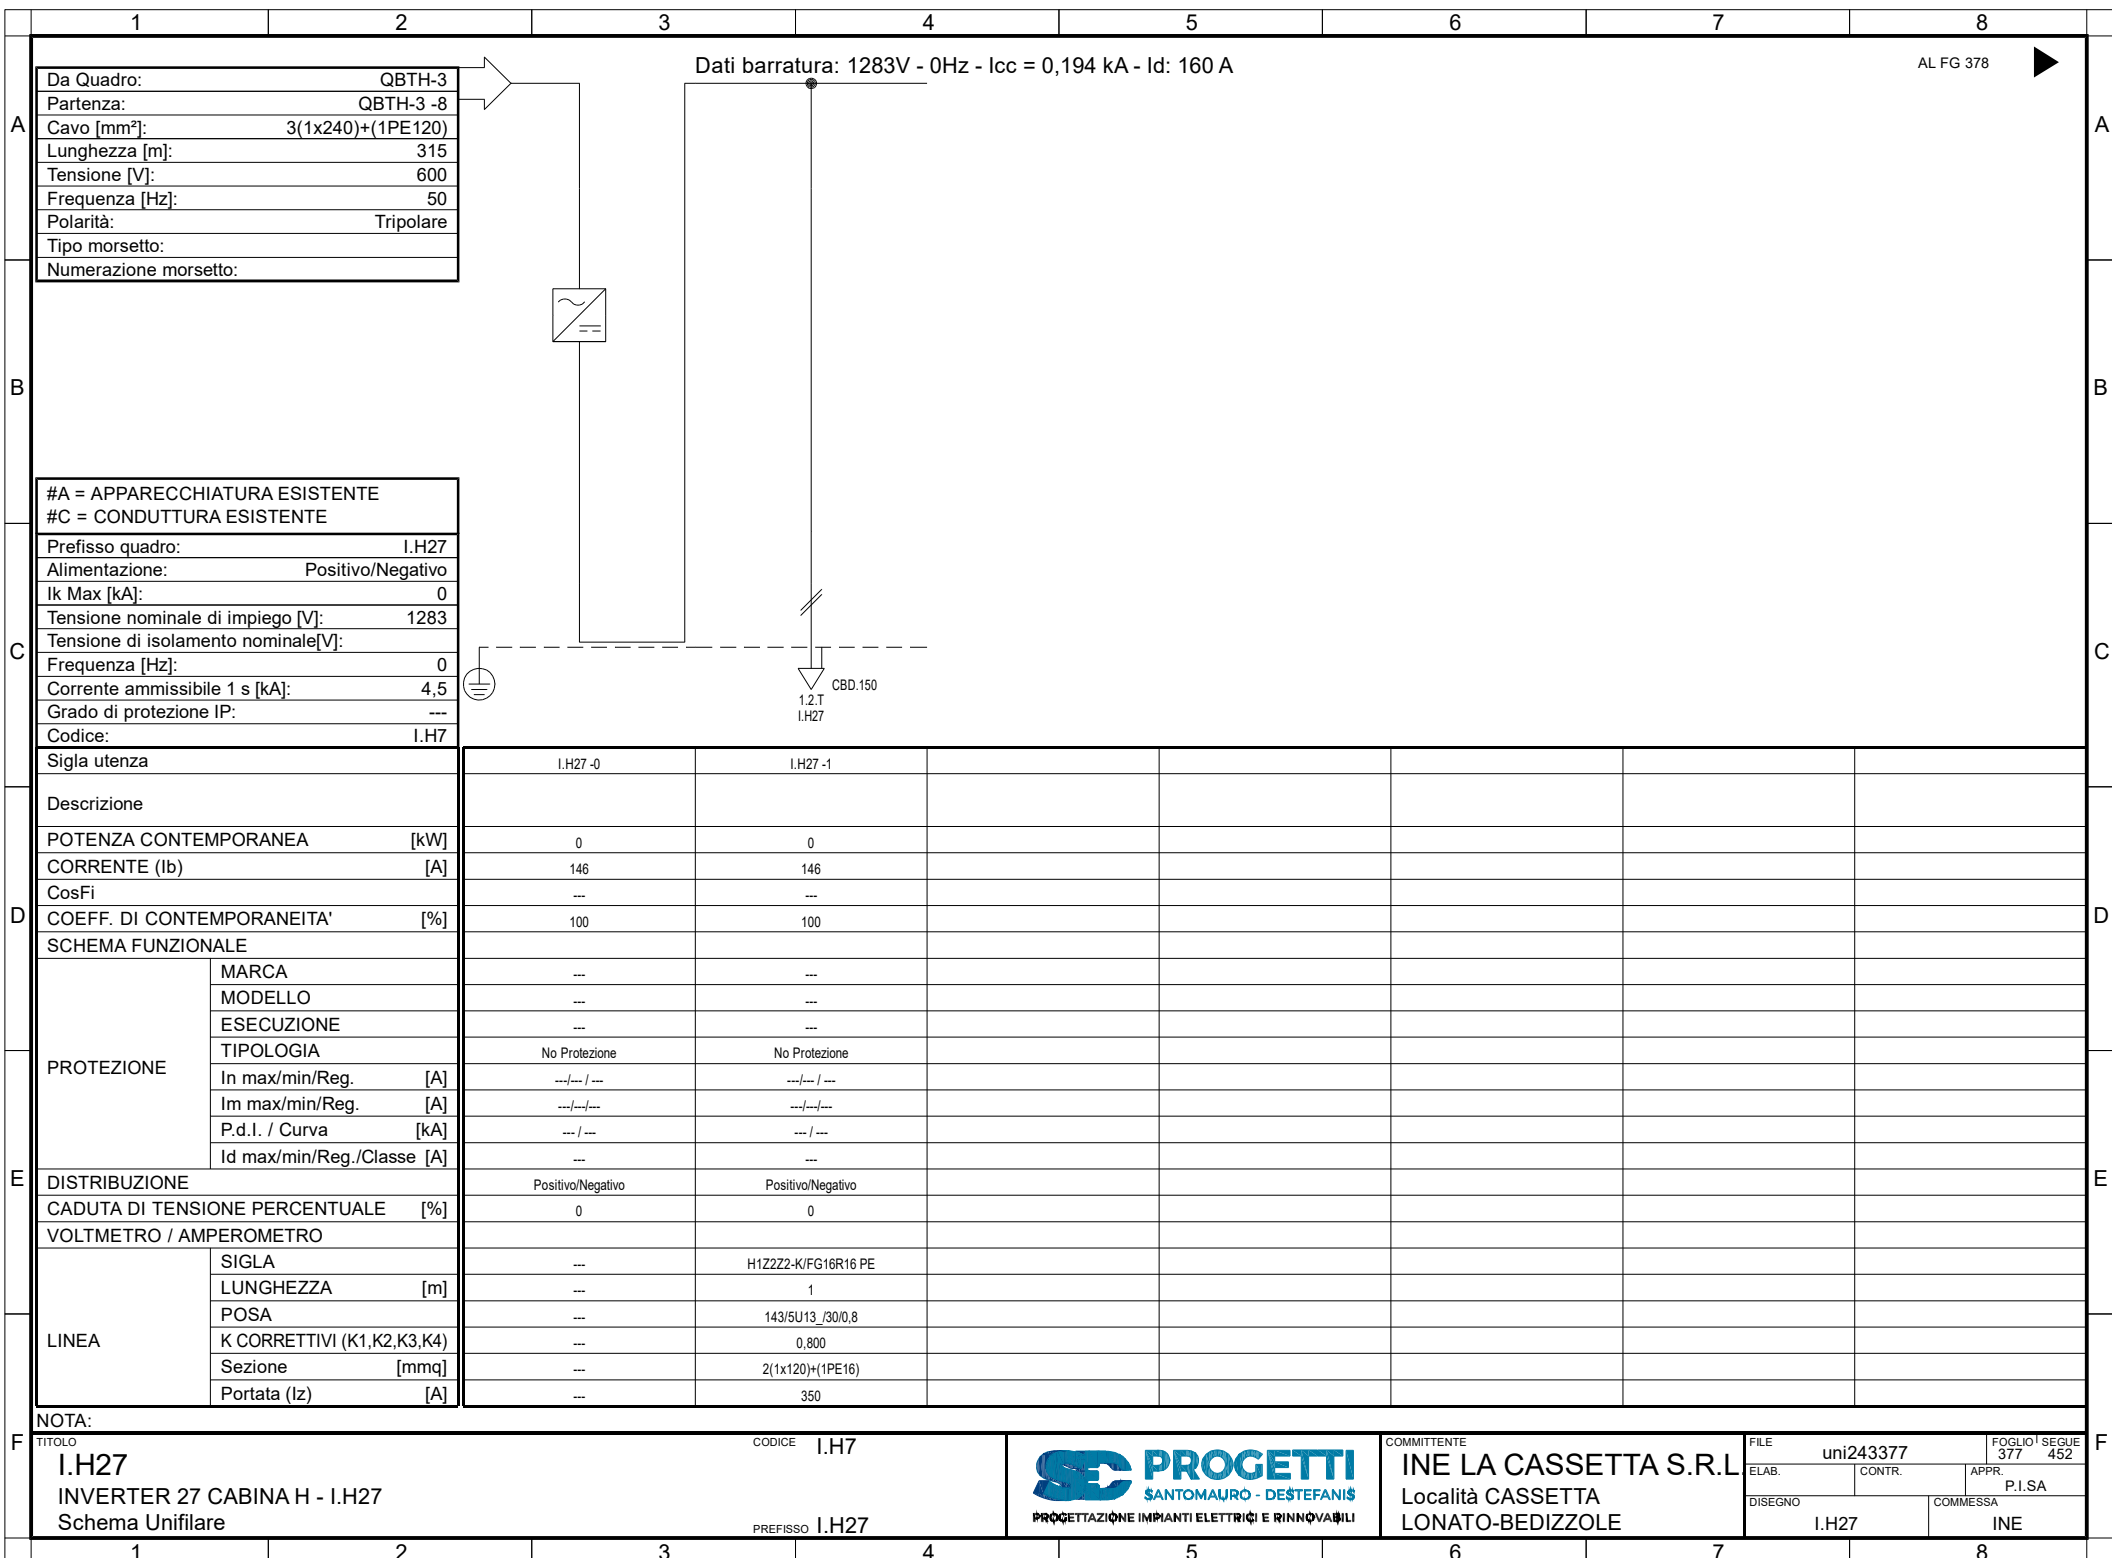 1 2 3 4 5 6 7 8
Dati barratura: 1283V - 0Hz - Icc = 0,194 kA - Id: 160 A
AL FG 378
Da Quadro: QBTH-3
Partenza: QBTH-3 -8
Cavo [mm²]: 3(1x240)+(1PE120)
Lunghezza [m]: 315
Tensione [V]: 600
Frequenza [Hz]: 50
Polarità: Tripolare
Tipo morsetto:
Numerazione morsetto:
A A
B B
#A = APPARECCHIATURA ESISTENTE
#C = CONDUTTURA ESISTENTE
Prefisso quadro: I.H27
Alimentazione: Positivo/Negativo
Ik Max [kA]: 0
Tensione nominale di impiego [V]: 1283
Tensione di isolamento nominale[V]:
Frequenza [Hz]: 0
Corrente ammissibile 1 s [kA]: 4,5
Grado di protezione IP: ---
Codice: I.H7
C C
CBD.150
1.2.T
I.H27
Sigla utenza I.H27 -0 I.H27 -1
Descrizione
POTENZA CONTEMPORANEA [kW] 0 0
CORRENTE (Ib) [A] 146 146
CosFi --- ---
D COEFF. DI CONTEMPORANEITA' [%] 100 100 D
SCHEMA FUNZIONALE
PROTEZIONE
MARCA --- ---
MODELLO --- ---
ESECUZIONE --- ---
TIPOLOGIA No Protezione No Protezione
In max/min/Reg. [A] ---/--- / --- ---/--- / ---
Im max/min/Reg. [A] ---/---/--- ---/---/---
P.d.I. / Curva [kA] --- / --- --- / ---
Id max/min/Reg./Classe [A] --- ---
E DISTRIBUZIONE Positivo/Negativo Positivo/Negativo E
CADUTA DI TENSIONE PERCENTUALE [%] 0 0
VOLTMETRO / AMPEROMETRO
LINEA
SIGLA --- H1Z2Z2-K/FG16R16 PE
LUNGHEZZA [m] --- 1
POSA --- 143/5U13_/30/0,8
K CORRETTIVI (K1,K2,K3,K4) --- 0,800
Sezione [mmq] --- 2(1x120)+(1PE16)
Portata (Iz) [A] --- 350
NOTA:
F F
TITOLO
I.H27
INVERTER 27 CABINA H - I.H27
Schema Unifilare
CODICE I.H7
PREFISSO I.H27
PROGETTI
SANTOMAURO - DESTEFANIS
PROGETTAZIONE IMPIANTI ELETTRICI E RINNOVABILI
COMMITTENTE
INE LA CASSETTA S.R.L.
Località CASSETTA
LONATO-BEDIZZOLE
FILE uni243377
FOGLIO SEGUE
377 452
ELAB. CONTR. APPR.
P.I.SA
DISEGNO COMMESSA
I.H27 INE
1 2 3 4 5 6 7 8